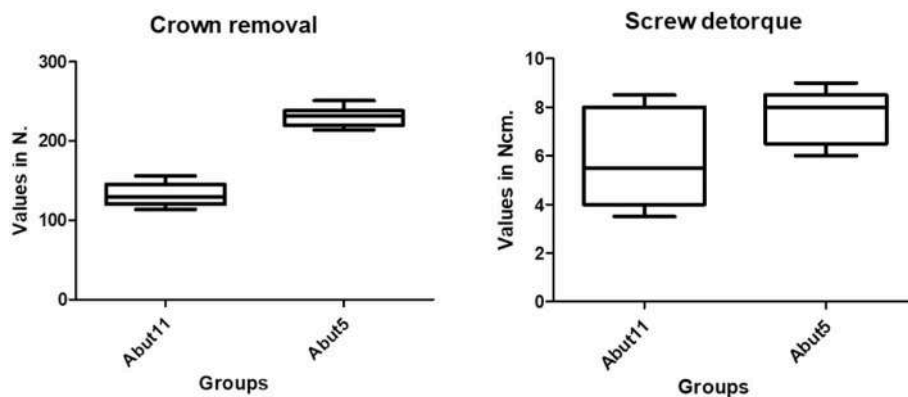 Crown removal
300
200
100
0
Values in N.
Abut11
Abut5
Groups
Screw detorque
10
8
6
4
2
0
Values in Ncm.
Abut11
Abut5
Groups